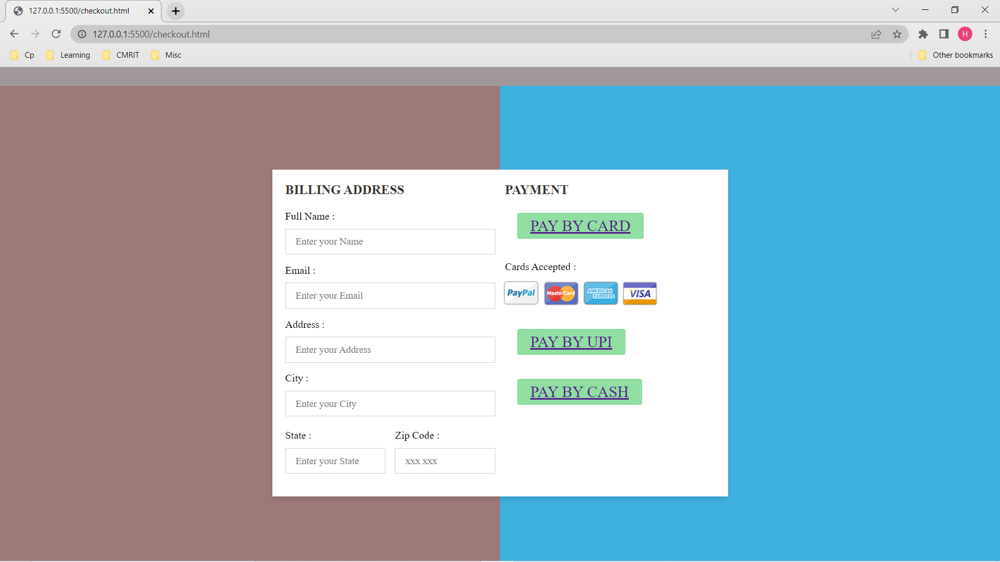 127.0.0.1:5500/checkout.html
127.0.0.1:5500/checkout.html
H
Cp Learning CMRIT Misc Other bookmarks
BILLING ADDRESS
Full Name :
Enter your Name
Email :
Enter your Email
Address :
Enter your Address
City :
Enter your City
State : Zip Code :
Enter your State xxx xxx
PAYMENT
PAY BY CARD
Cards Accepted :
PayPal MasterCard AMERICAN EXPRESS VISA
PAY BY UPI
PAY BY CASH